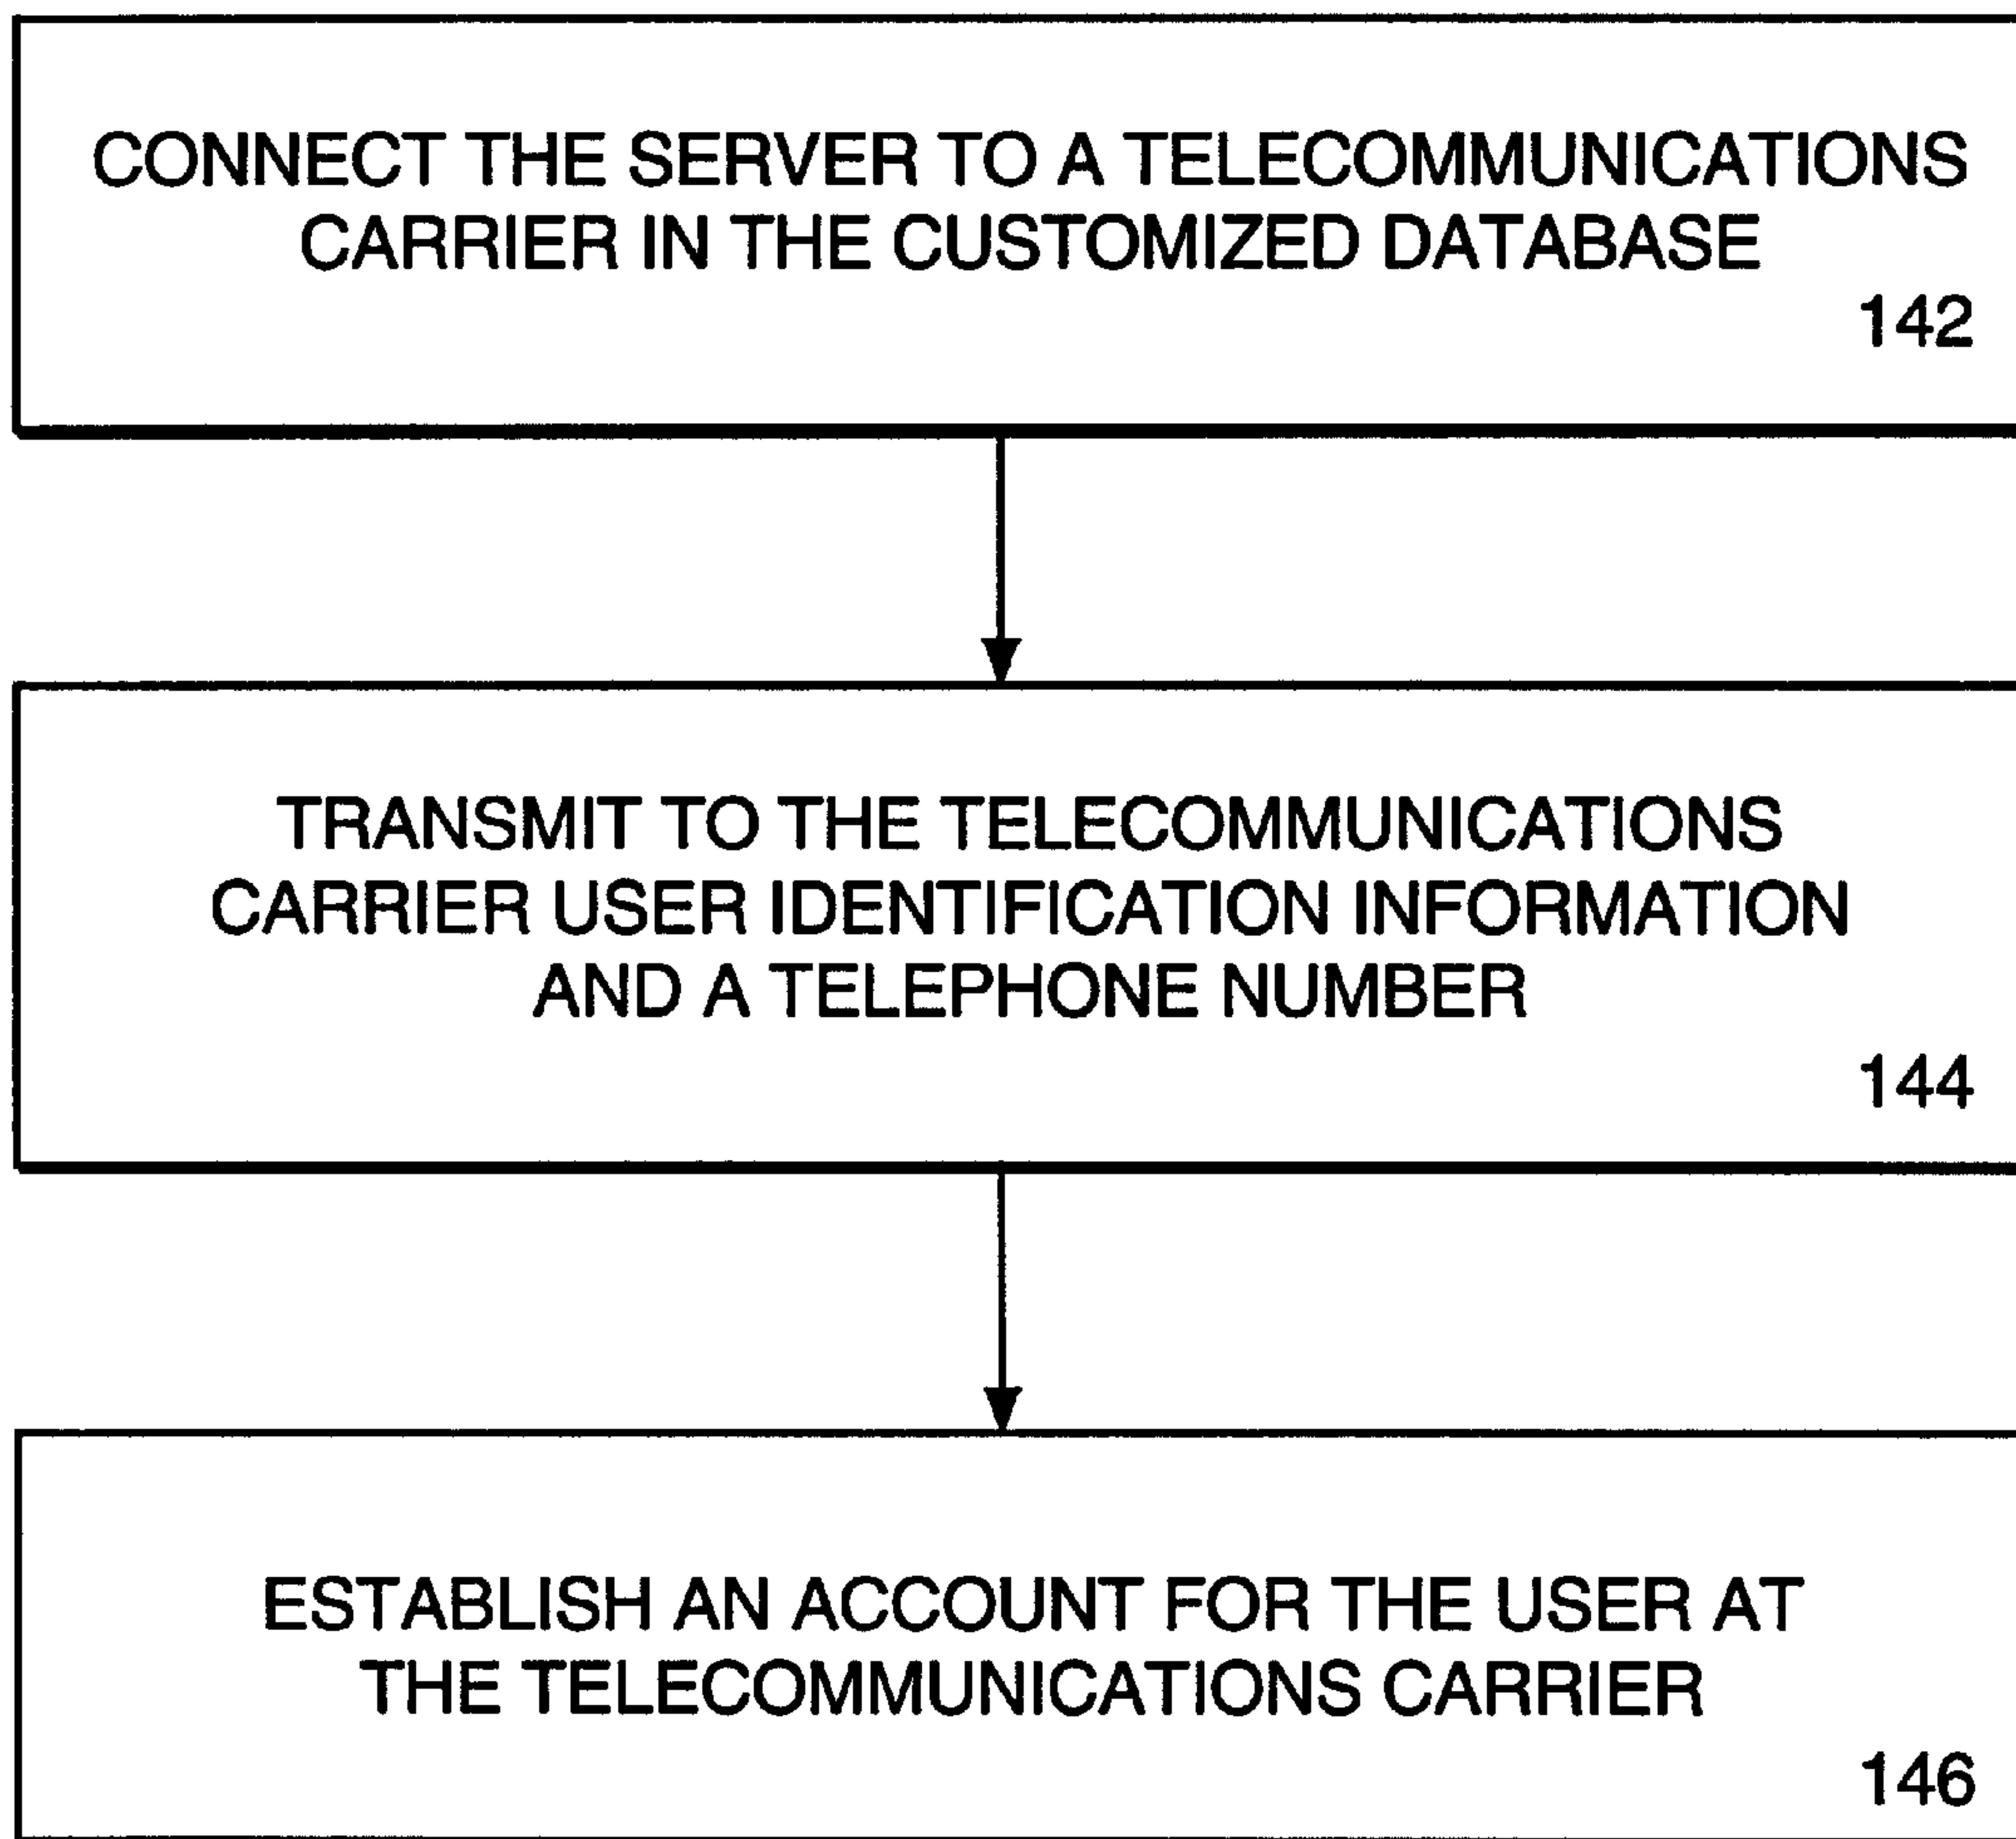 CONNECT THE SERVER TO A TELECOMMUNICATIONS
CARRIER IN THE CUSTOMIZED DATABASE
142
TRANSMIT TO THE TELECOMMUNICATIONS
CARRIER USER IDENTIFICATION INFORMATION
AND A TELEPHONE NUMBER
144
ESTABLISH AN ACCOUNT FOR THE USER AT
THE TELECOMMUNICATIONS CARRIER
146